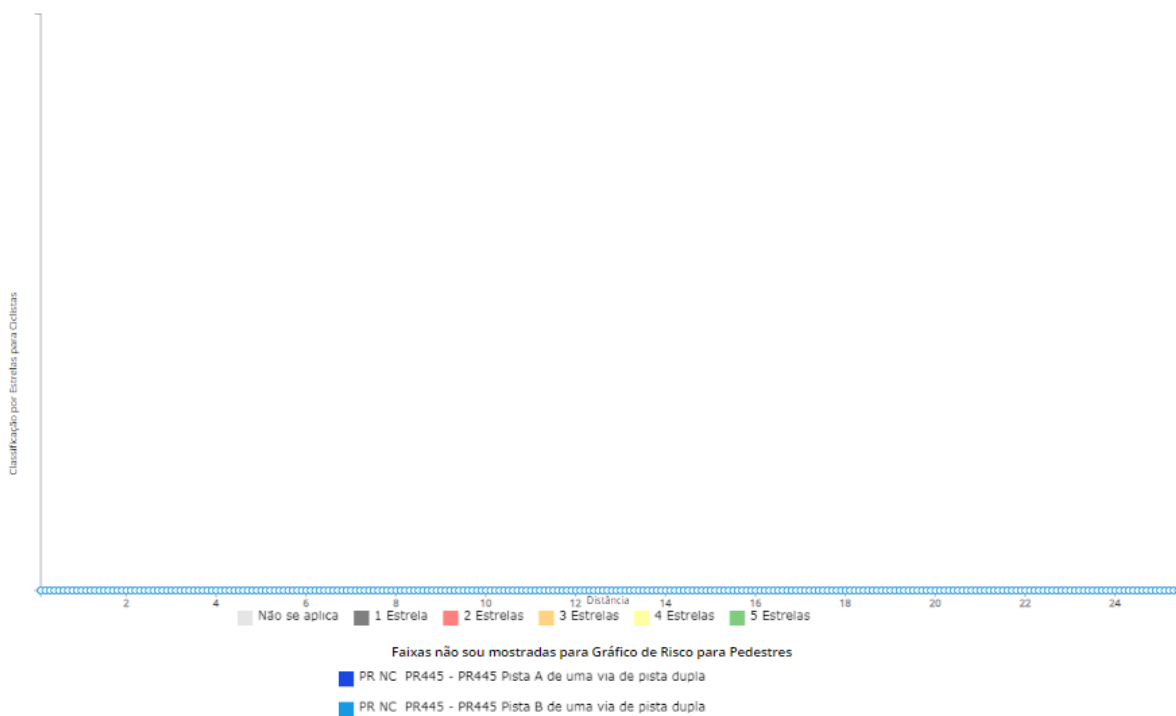 Classificação por Estrelas para Ciclistas
2 4 6 8 10 12 14 16 18 20 22 24
Distância
Não se aplica 1 Estrela 2 Estrelas 3 Estrelas 4 Estrelas 5 Estrelas
Faixas não sou mostradas para Gráfico de Risco para Pedestres
PR NC PR445 - PR445 Pista A de uma via de pista dupla
PR NC PR445 - PR445 Pista B de uma via de pista dupla